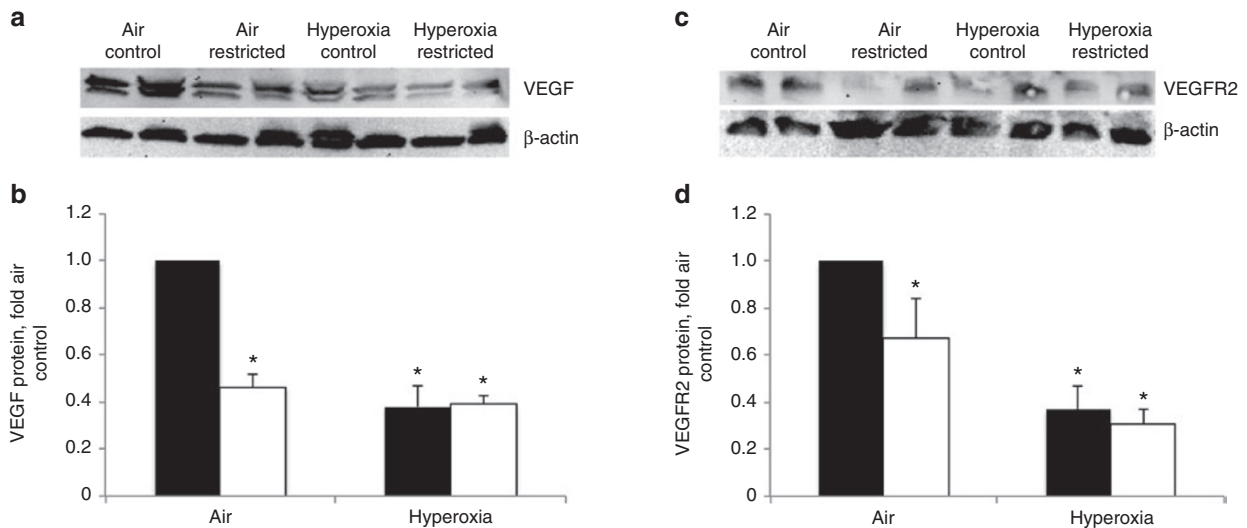 a
Air control
Air restricted
Hyperoxia control
Hyperoxia restricted
VEGF
β-actin
b
VEGF protein, fold air control
1.2
1.0
0.8
0.6
0.4
0.2
0
*
*
*
Air
Hyperoxia
c
Air control
Air restricted
Hyperoxia control
Hyperoxia restricted
VEGFR2
β-actin
d
VEGFR2 protein, fold air control
1.2
1.0
0.8
0.6
0.4
0.2
0
*
*
*
Air
Hyperoxia